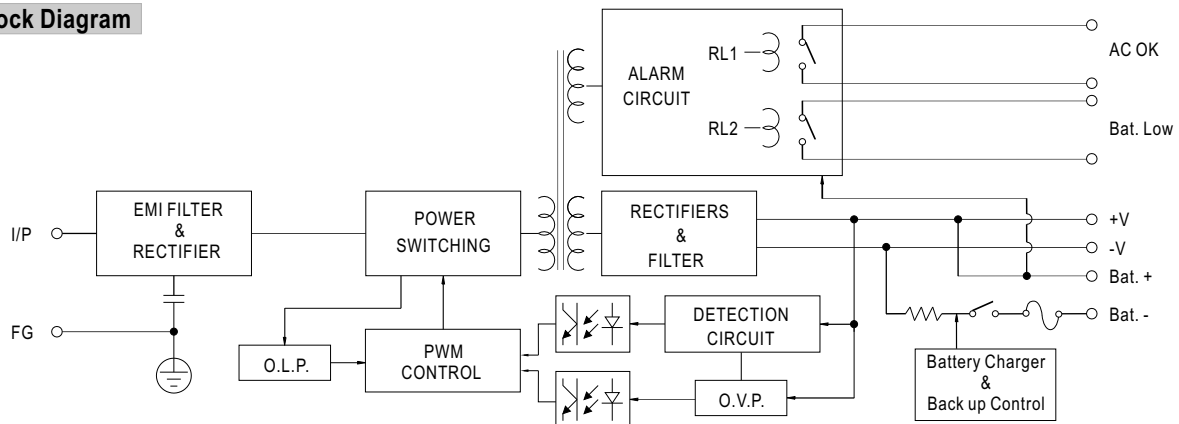 ock Diagram
ALARM
CIRCUIT
RL1
RL2
AC OK
Bat. Low
I/P
EMI FILTER
&
RECTIFIER
POWER
SWITCHING
RECTIFIERS
&
FILTER
+V
-V
Bat. +
Bat. -
FG
O.L.P.
PWM
CONTROL
DETECTION
CIRCUIT
O.V.P.
Battery Charger
&
Back up Control